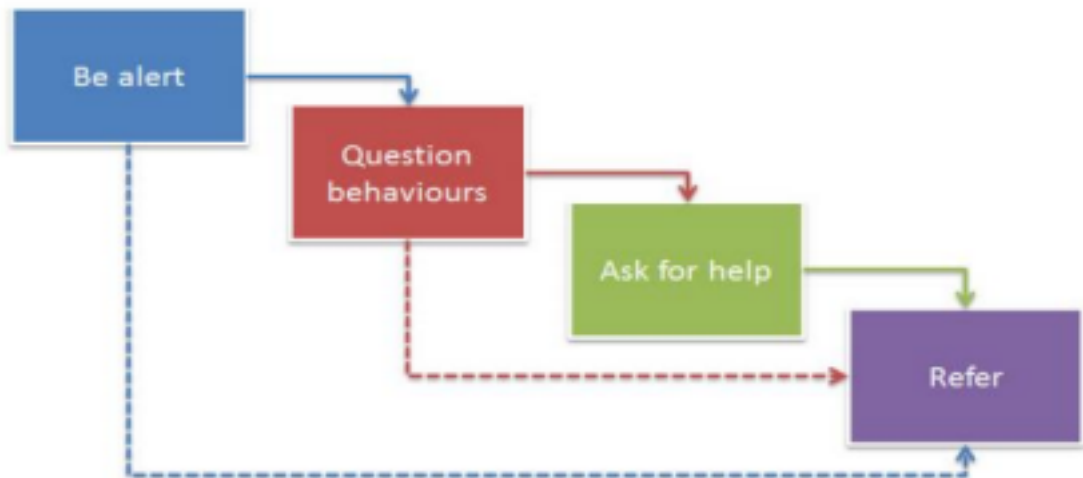 Be alert
Question
behaviours
Ask for help
Refer